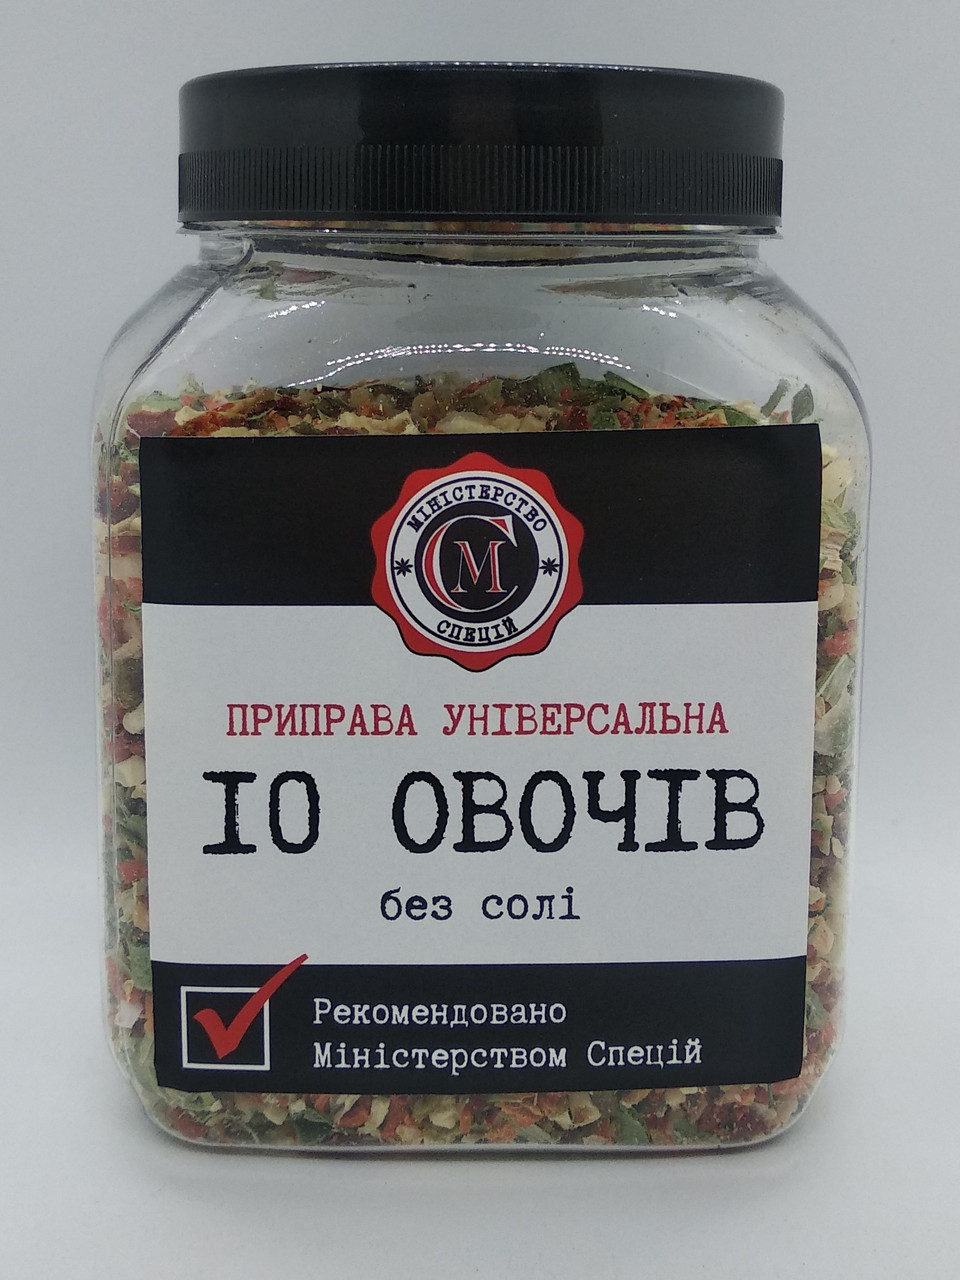 МІНІСТЕРСТВО
СМ
СПЕЦІЙ
ПРИПРАВА УНІВЕРСАЛЬНА
10 ОВОЧІВ
без солі
Рекомендовано
Міністерством Спецій